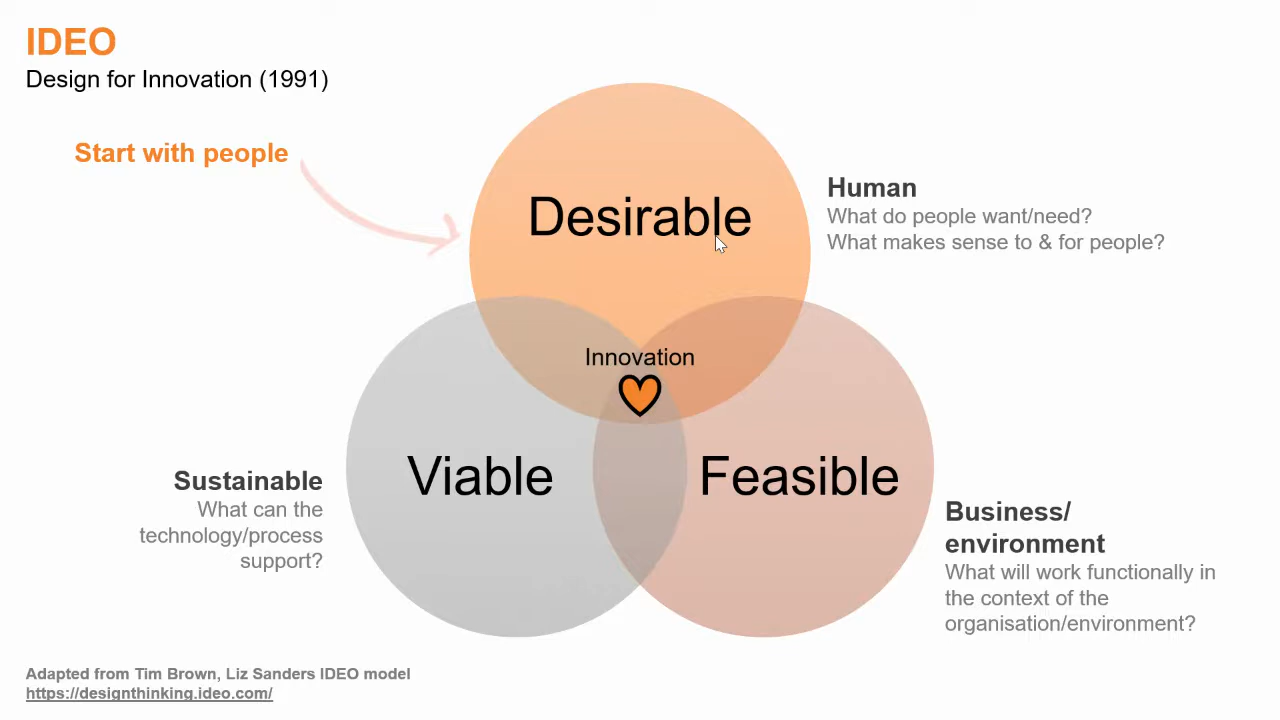 IDEO
Design for Innovation (1991)
Start with people
Desirable
Human
What do people want/need?
What makes sense to & for people?
Innovation
Viable
Feasible
Sustainable
What can the
technology/process
support?
Business/
environment
What will work functionally in
the context of the
organisation/environment?
Adapted from Tim Brown, Liz Sanders IDEO model
https://designthinking.ideo.com/